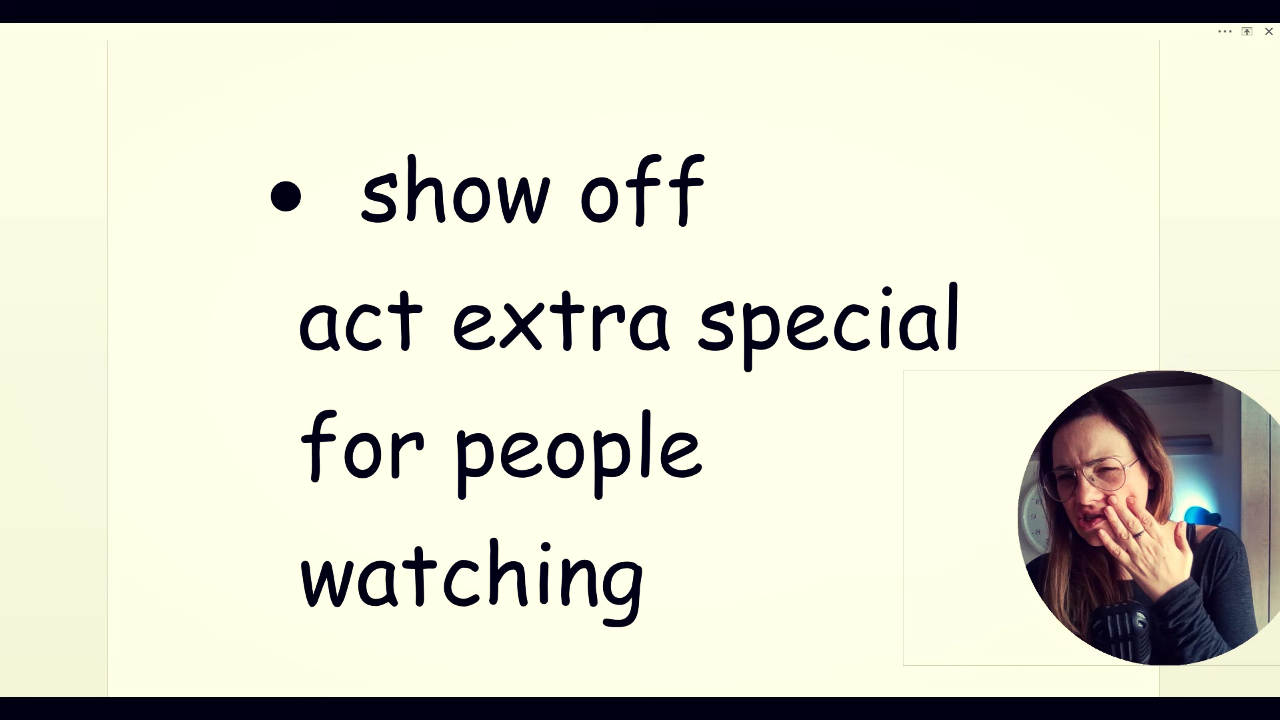 • show off
act extra special
for people
watching